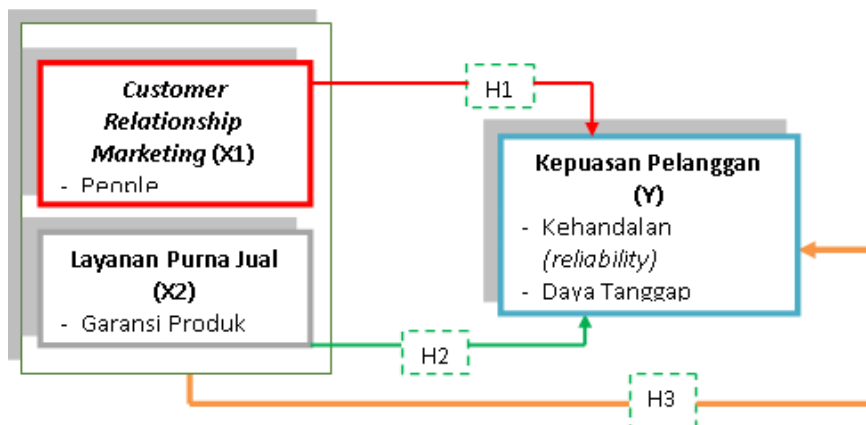 Customer
Relationship
Marketing (X1)
- People
Layanan Purna Jual
(X2)
- Garansi Produk
H1
Kepuasan Pelanggan
(Y)
- Kehandalan
(reliability)
- Daya Tanggap
H2
H3